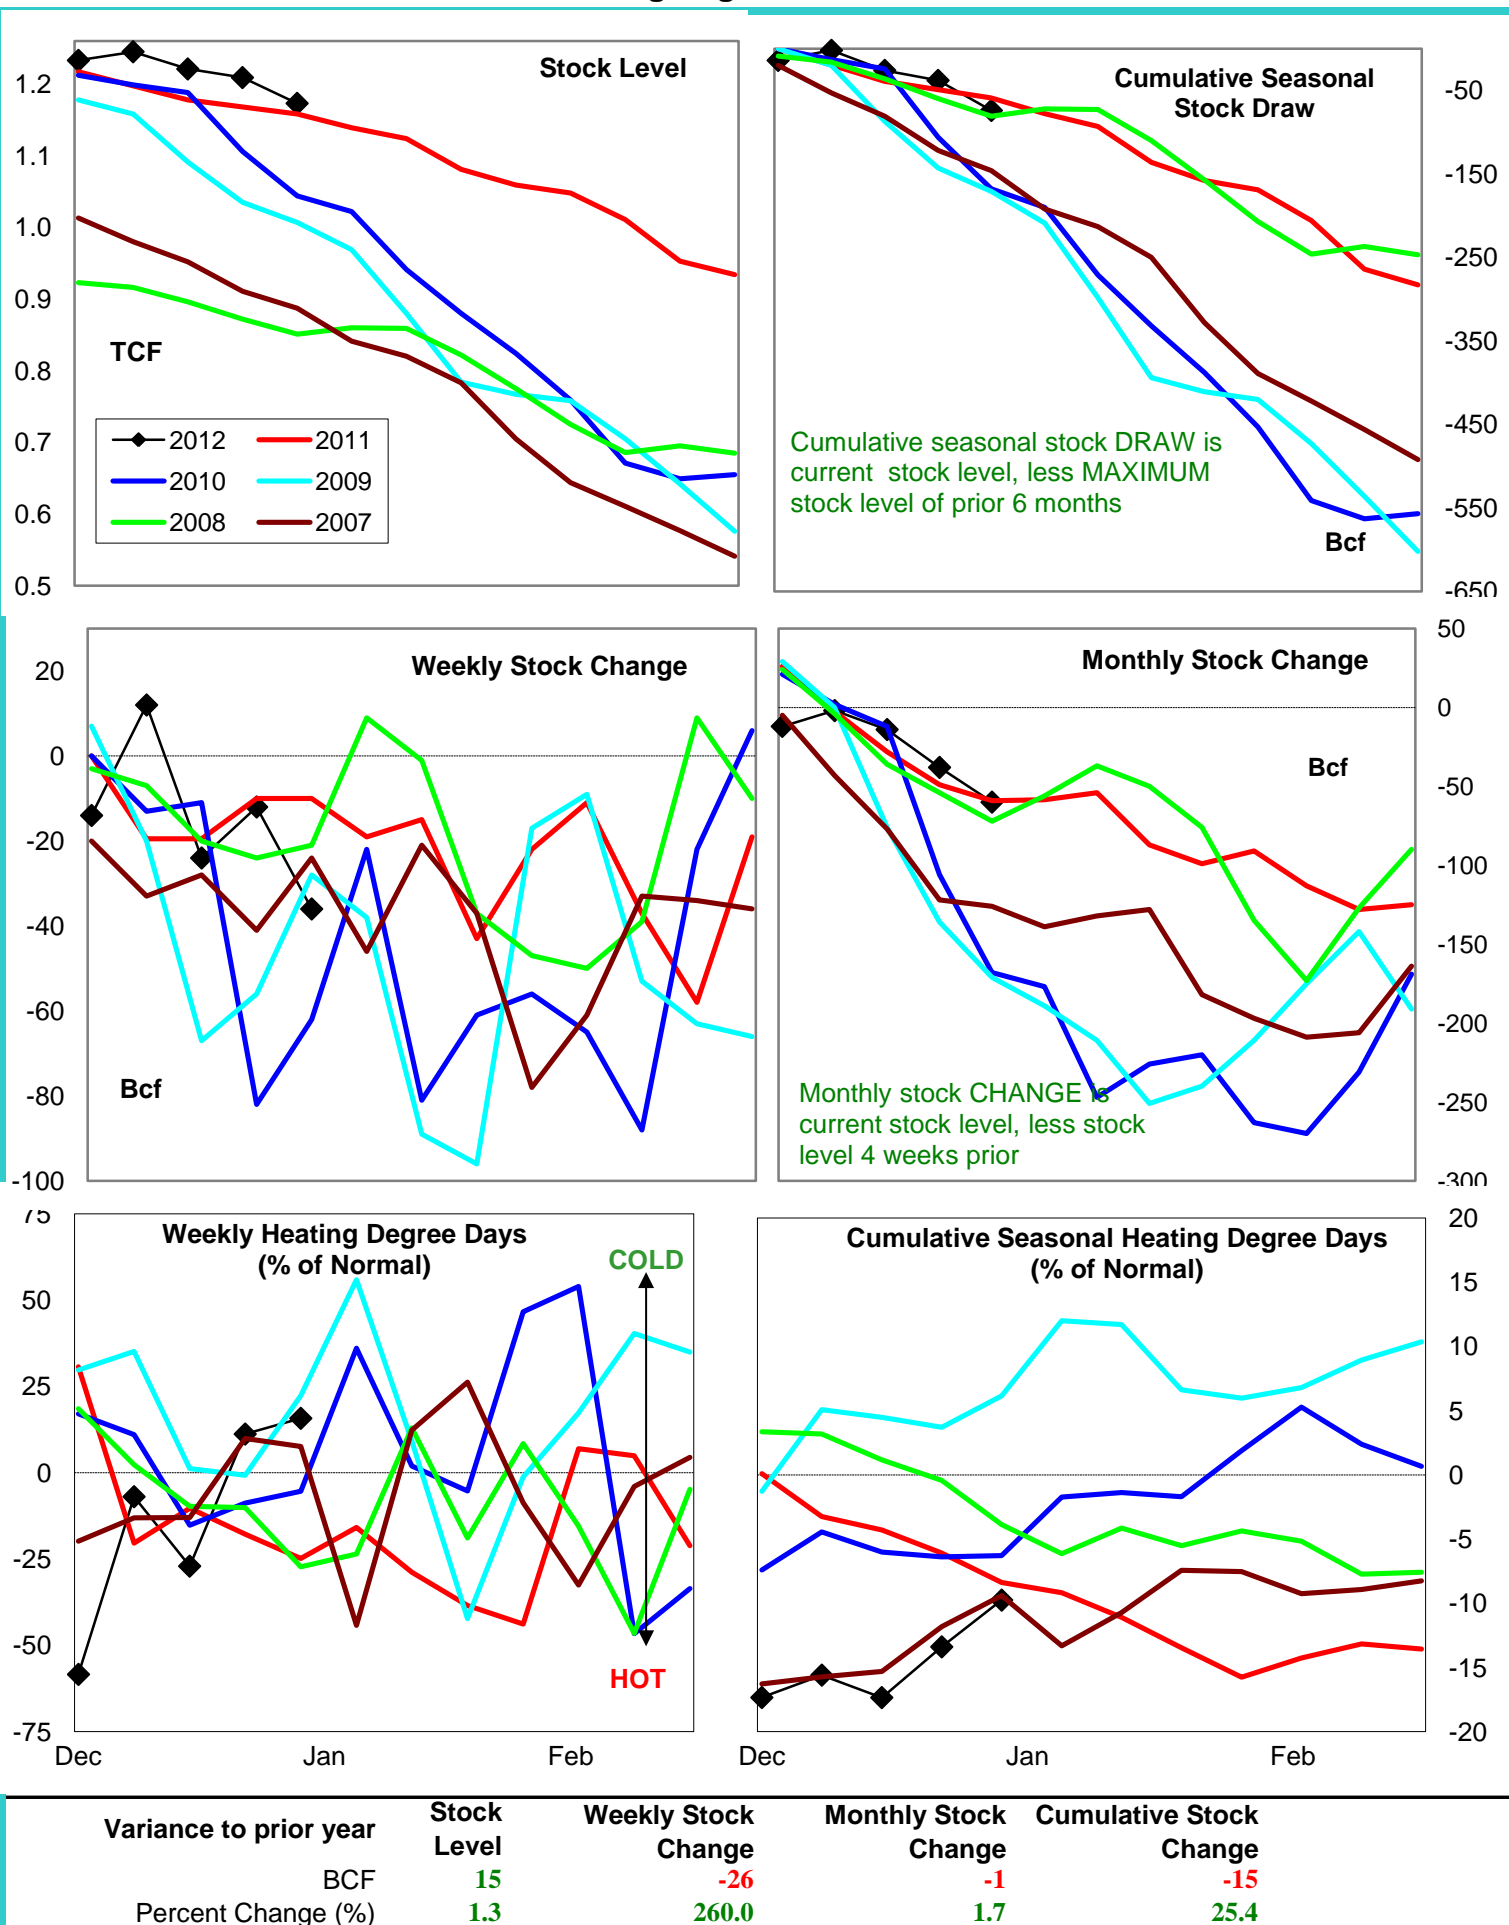 Stock Level
1.2
1.1
1.0
0.9
0.8
0.7
0.6
0.5
TCF
2012
2011
2010
2009
2008
2007
Cumulative Seasonal
Stock Draw
-50
-150
-250
-350
-450
-550
-650
Cumulative seasonal stock DRAW is
current stock level, less MAXIMUM
stock level of prior 6 months
Bcf
Weekly Stock Change
20
0
-20
-40
-60
-80
-100
Bcf
Monthly Stock Change
50
0
-50
-100
-150
-200
-250
-300
Bcf
Monthly stock CHANGE is
current stock level, less stock
level 4 weeks prior
Weekly Heating Degree Days
(% of Normal)
75
50
25
0
-25
-50
-75
COLD
HOT
Dec Jan Feb
Cumulative Seasonal Heating Degree Days
(% of Normal)
20
15
10
5
0
-5
-10
-15
-20
Dec Jan Feb
Variance to prior year
Stock
Level
Weekly Stock
Change
Monthly Stock
Change
Cumulative Stock
Change
BCF 15 -26 -1 -15
Percent Change (%) 1.3 260.0 1.7 25.4